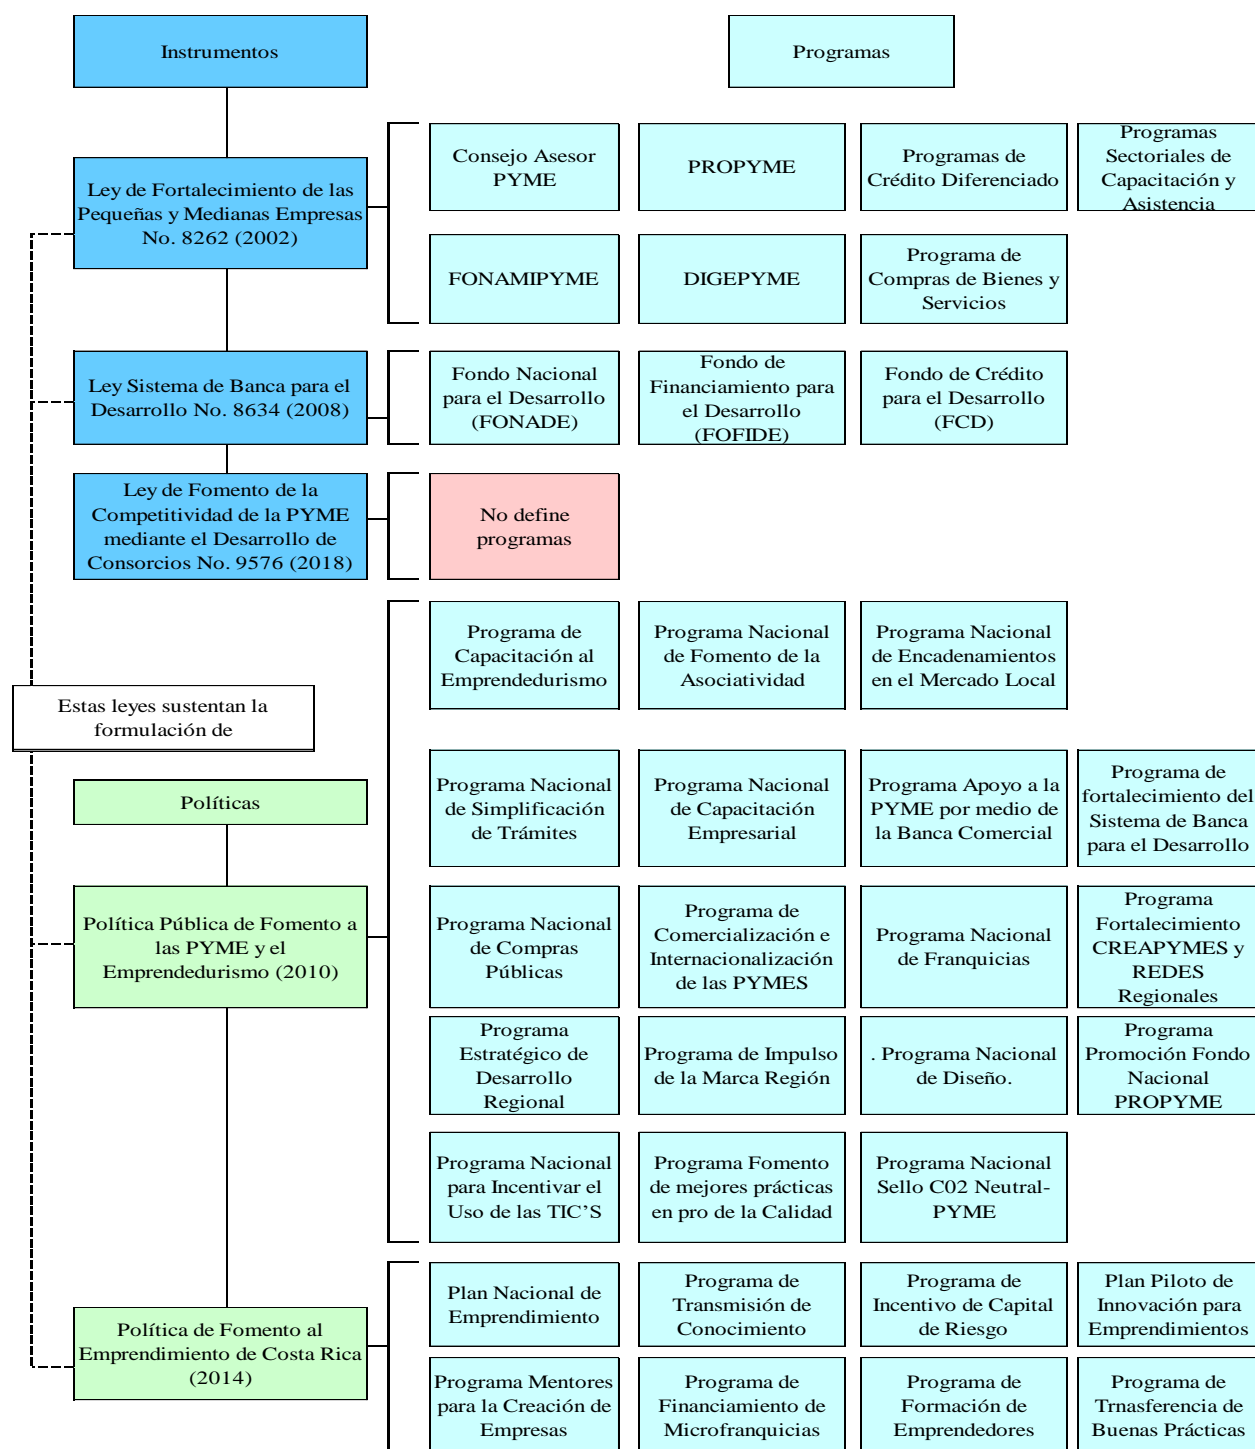 Instrumentos
Programas
Ley de Fortalecimiento de las
Pequeñas y Medianas Empresas
No. 8262 (2002)
Consejo Asesor
PYME
PROPYME
Programas de
Crédito Diferenciado
Programas
Sectoriales de
Capacitación y
Asistencia
FONAMIPYME
DIGEPYME
Programa de
Compras de Bienes y
Servicios
Ley Sistema de Banca para el
Desarrollo No. 8634 (2008)
Fondo Nacional
para el Desarrollo
(FONADE)
Fondo de
Financiamiento para
el Desarrollo
(FOFIDE)
Fondo de Crédito
para el Desarrollo
(FCD)
Ley de Fomento de la
Competitividad de la PYME
mediante el Desarrollo de
Consorcios No. 9576 (2018)
No define
programas
Estas leyes sustentan la
formulación de
Políticas
Política Pública de Fomento a
las PYME y el
Emprendedurismo (2010)
Programa de
Capacitación al
Emprendedurismo
Programa Nacional
de Fomento de la
Asociatividad
Programa Nacional
de Encadenamientos
en el Mercado Local
Programa Nacional
de Simplificación
de Trámites
Programa Nacional
de Capacitación
Empresarial
Programa Apoyo a la
PYME por medio de
la Banca Comercial
Programa de
fortalecimiento del
Sistema de Banca
para el Desarrollo
Programa Nacional
de Compras
Públicas
Programa de
Comercialización e
Internacionalización
de las PYMES
Programa Nacional
de Franquicias
Programa
Fortalecimiento
CREAPYMES y
REDES
Regionales
Programa
Estratégico de
Desarrollo
Regional
Programa de Impulso
de la Marca Región
. Programa Nacional
de Diseño.
Programa
Promoción Fondo
Nacional
PROPYME
Programa Nacional
para Incentivar el
Uso de las TIC’S
Programa Fomento
de mejores prácticas
en pro de la Calidad
Programa Nacional
Sello C02 Neutral-
PYME
Política de Fomento al
Emprendimiento de Costa Rica
(2014)
Plan Nacional de
Emprendimiento
Programa de
Transmisión de
Conocimiento
Programa de
Incentivo de Capital
de Riesgo
Plan Piloto de
Innovación para
Emprendimientos
Programa Mentores
para la Creación de
Empresas
Programa de
Financiamiento de
Microfranquicias
Programa de
Formación de
Emprendedores
Programa de
Trnasferencia de
Buenas Prácticas